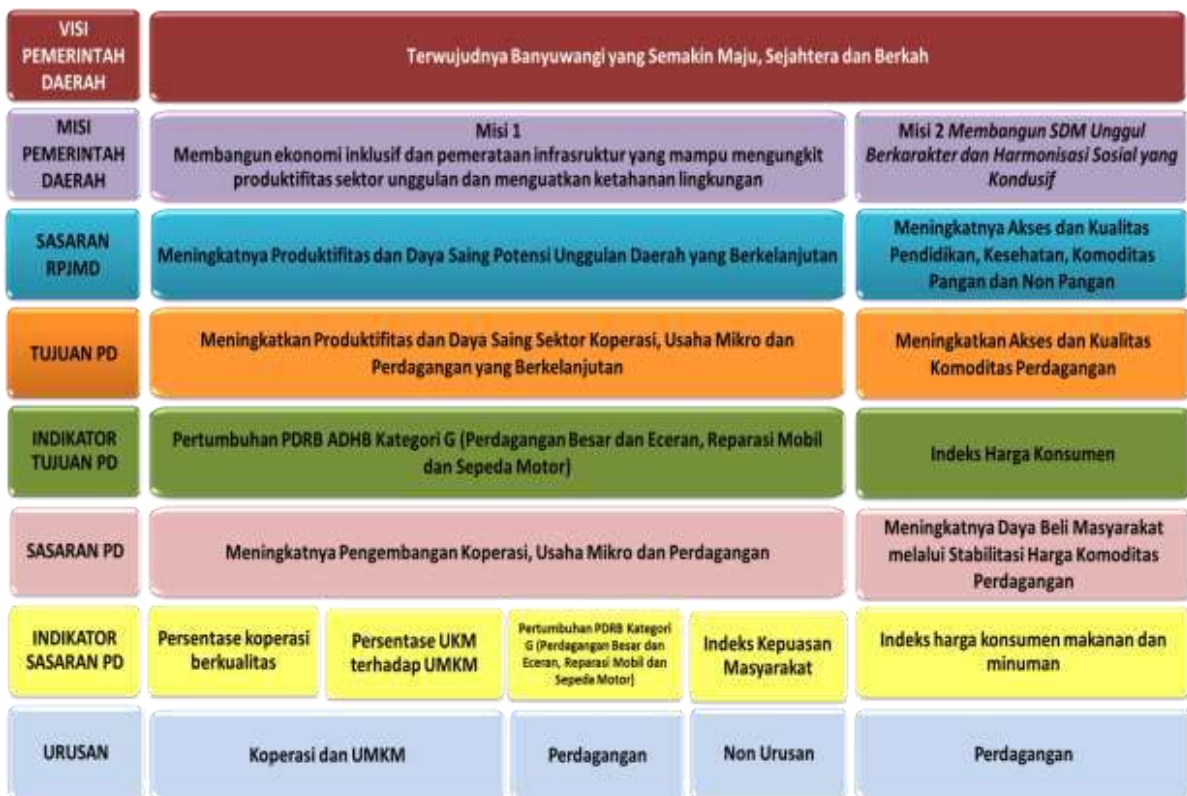 VISI
PEMERINTAH
DAERAH
Terwujudnya Banyuwangi yang Semakin Maju, Sejahtera dan Berkah
MISI
PEMERINTAH
DAERAH
Misi 1
Membangun ekonomi inklusif dan pemerataan infrasruktur yang mampu mengungkit
produktifitas sektor unggulan dan menguatkan ketahanan lingkungan
Misi 2 Membangun SDM Unggul
Berkarakter dan Harmonisasi Sosial yang
Kondusif
SASARAN
RPJMD
Meningkatnya Produktifitas dan Daya Saing Potensi Unggulan Daerah yang Berkelanjutan
Meningkatnya Akses dan Kualitas
Pendidikan, Kesehatan, Komoditas
Pangan dan Non Pangan
TUJUAN PD
Meningkatkan Produktifitas dan Daya Saing Sektor Koperasi, Usaha Mikro dan
Perdagangan yang Berkelanjutan
Meningkatkan Akses dan Kualitas
Komoditas Perdagangan
INDIKATOR
TUJUAN PD
Pertumbuhan PDRB ADHB Kategori G (Perdagangan Besar dan Eceran, Reparasi Mobil
dan Sepeda Motor)
Indeks Harga Konsumen
SASARAN PD
Meningkatnya Pengembangan Koperasi, Usaha Mikro dan Perdagangan
Meningkatnya Daya Beli Masyarakat
melalui Stabilitasi Harga Komoditas
Perdagangan
INDIKATOR
SASARAN PD
Persentase koperasi
berkualitas
Persentase UKM
terhadap UMKM
Pertumbuhan PDRB Kategori
G (Perdagangan Besar dan
Eceran, Reparasi Mobil dan
Sepeda Motor)
Indeks Kepuasan
Masyarakat
Indeks harga konsumen makanan dan
minuman
URUSAN
Koperasi dan UMKM
Perdagangan
Non Urusan
Perdagangan